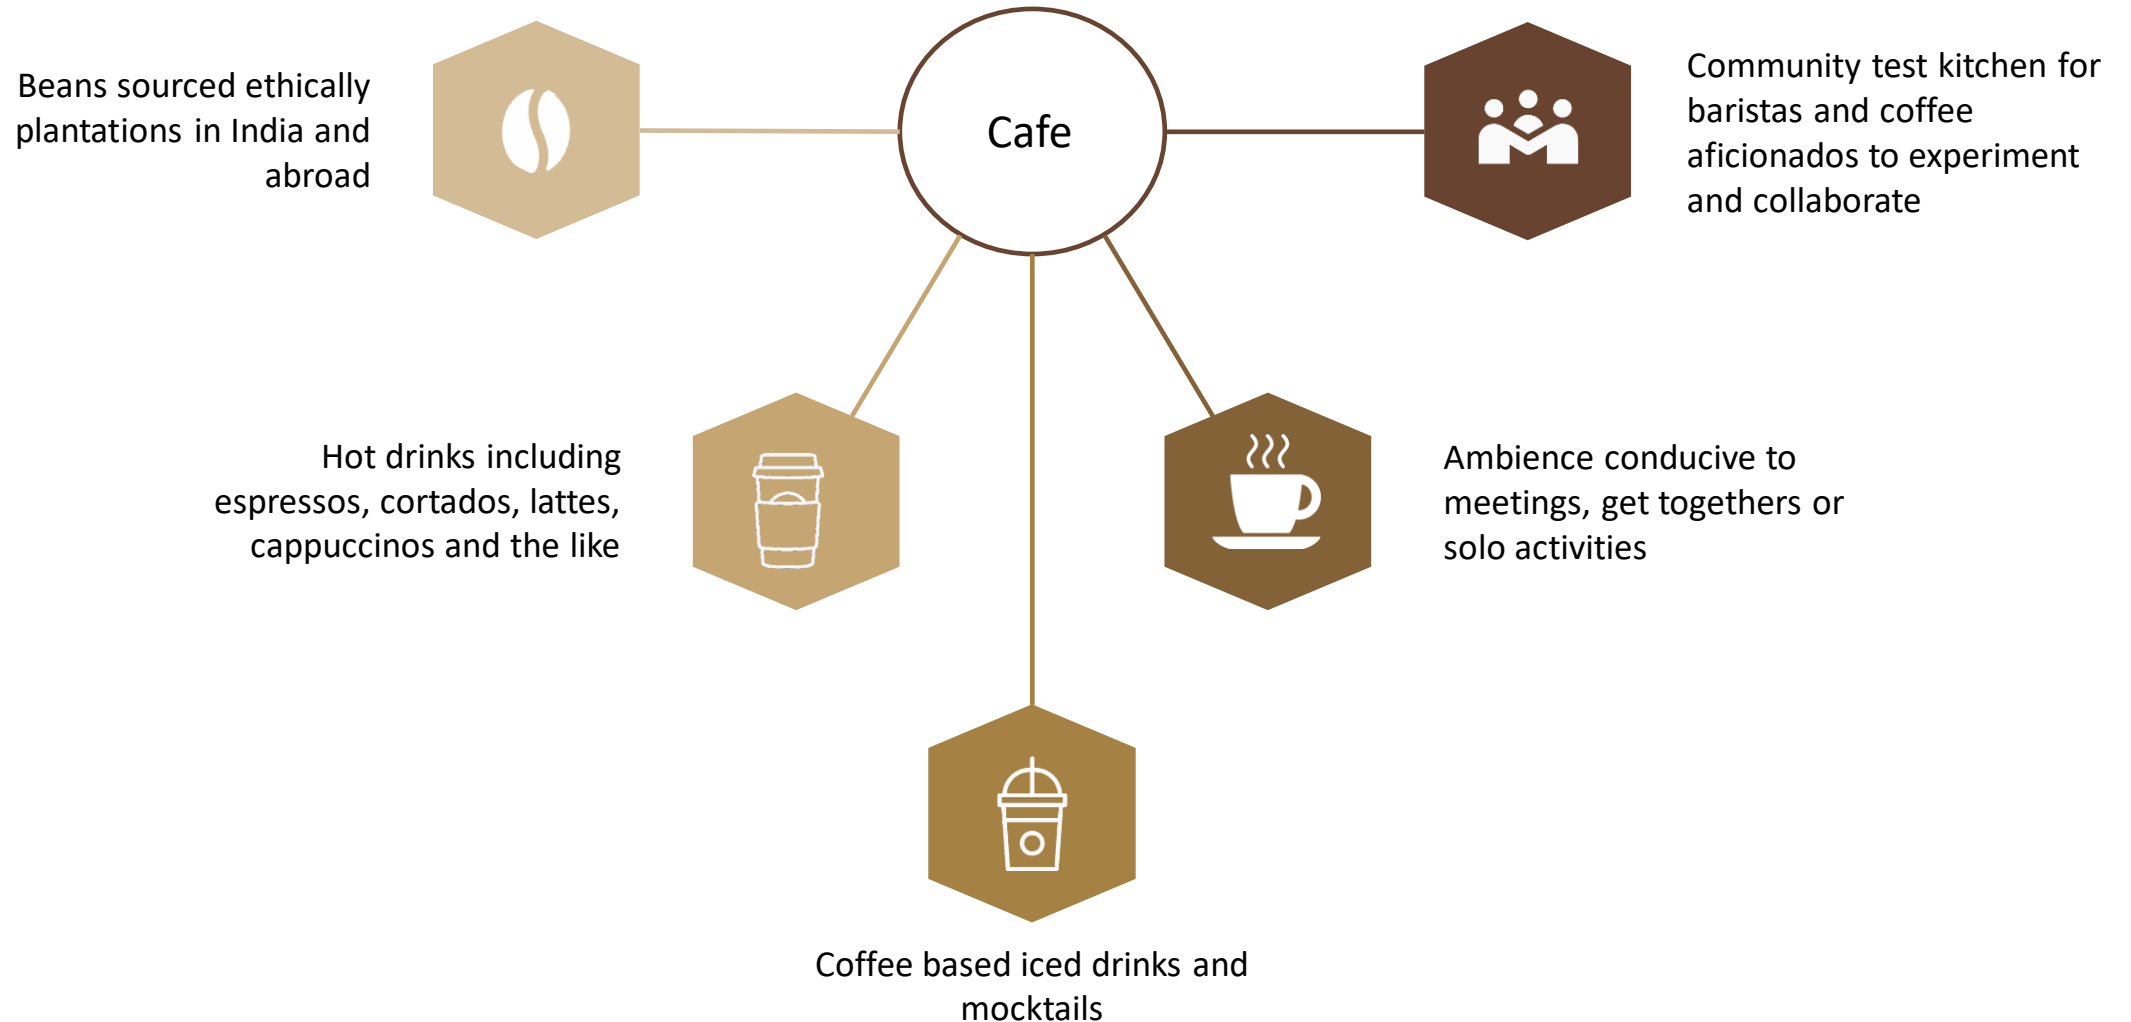 Cafe
Beans sourced ethically
plantations in India and
abroad
Community test kitchen for
baristas and coffee
aficionados to experiment
and collaborate
Hot drinks including
espressos, cortados, lattes,
cappuccinos and the like
Ambience conducive to
meetings, get togethers or
solo activities
Coffee based iced drinks and
mocktails